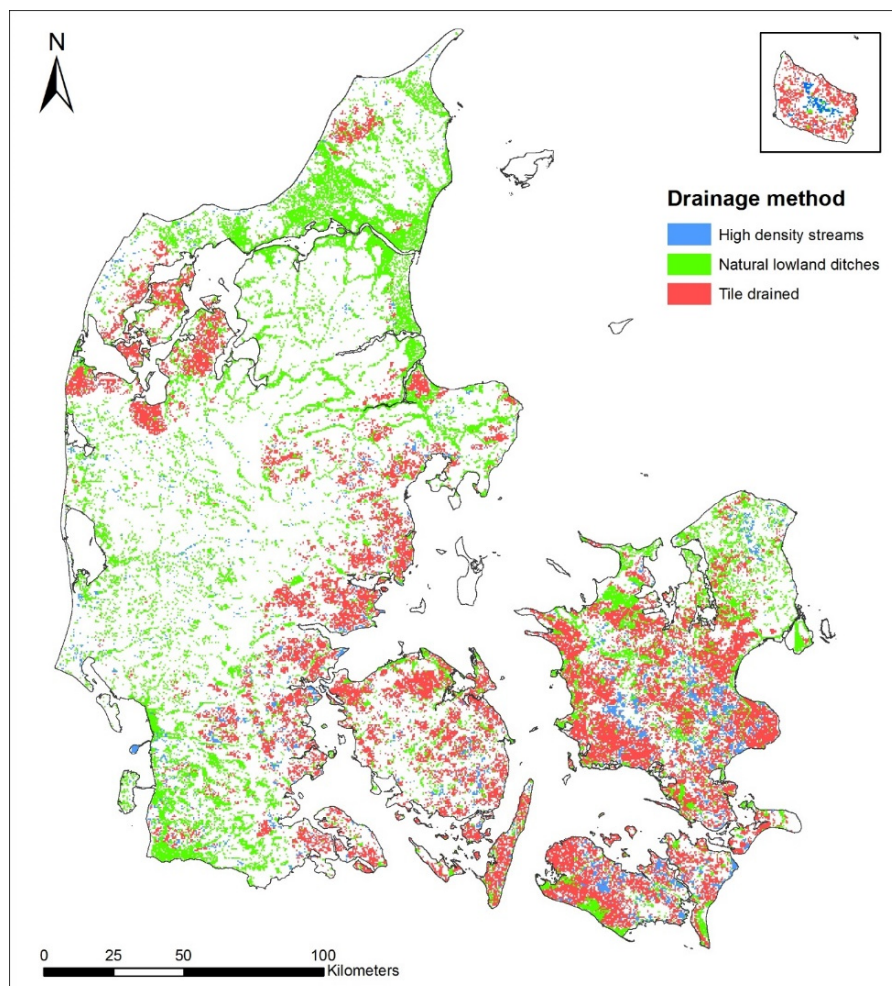 N
Drainage method
High density streams
Natural lowland ditches
Tile drained
0 25 50 100
Kilometers